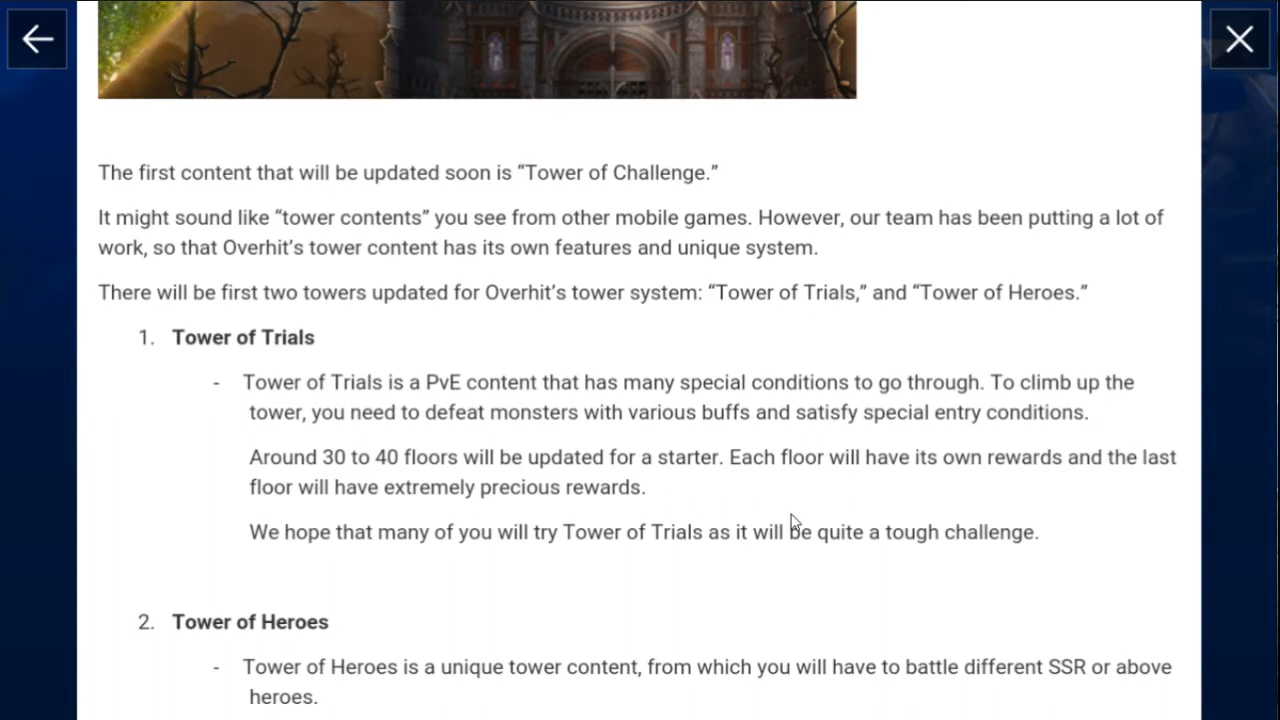 The first content that will be updated soon is “Tower of Challenge.”
It might sound like “tower contents” you see from other mobile games. However, our team has been putting a lot of
work, so that Overhit’s tower content has its own features and unique system.
There will be first two towers updated for Overhit’s tower system: “Tower of Trials,” and “Tower of Heroes.”
1. Tower of Trials
- Tower of Trials is a PvE content that has many special conditions to go through. To climb up the
tower, you need to defeat monsters with various buffs and satisfy special entry conditions.
Around 30 to 40 floors will be updated for a starter. Each floor will have its own rewards and the last
floor will have extremely precious rewards.
We hope that many of you will try Tower of Trials as it will be quite a tough challenge.
2. Tower of Heroes
- Tower of Heroes is a unique tower content, from which you will have to battle different SSR or above
heroes.